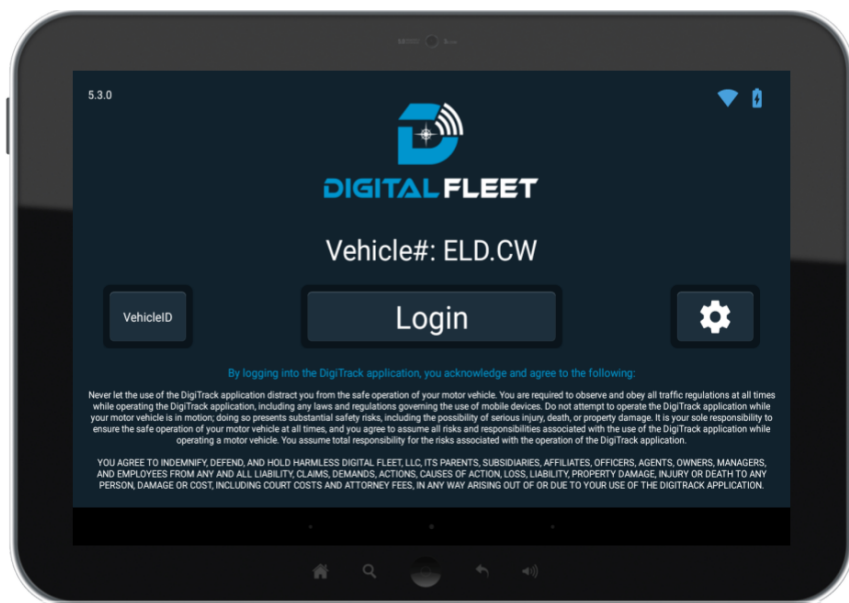 5.3.0
DIGITAL FLEET
Vehicle#: ELD.CW
VehicleID
Login
By logging into the DigiTrack application, you acknowledge and agree to the following:
Never let the use of the DigiTrack application distract you from the safe operation of your motor vehicle. You are required to observe and obey all traffic regulations at all times
while operating the DigiTrack application, including any laws and regulations governing the use of mobile devices. Do not attempt to operate the DigiTrack application while
your motor vehicle is in motion; doing so presents substantial safety risks, including the possibility of serious injury, death, or property damage. It is your sole responsibility to
ensure the safe operation of your motor vehicle at all times, and you agree to assume all risks and responsibilities associated with the use of the DigiTrack application while
operating a motor vehicle. You assume total responsibility for the risks associated with the operation of the DigiTrack application.
YOU AGREE TO INDEMNIFY, DEFEND, AND HOLD HARMLESS DIGITAL FLEET, LLC, ITS PARENTS, SUBSIDIARIES, AFFILIATES, OFFICERS, AGENTS, OWNERS, MANAGERS,
AND EMPLOYEES FROM ANY AND ALL LIABILITY, CLAIMS, DEMANDS, ACTIONS, CAUSES OF ACTION, LOSS, LIABILITY, PROPERTY DAMAGE, INJURY OR DEATH TO ANY
PERSON, DAMAGE OR COST, INCLUDING COURT COSTS AND ATTORNEY FEES, IN ANY WAY ARISING OUT OF OR DUE TO YOUR USE OF THE DIGITRACK APPLICATION.